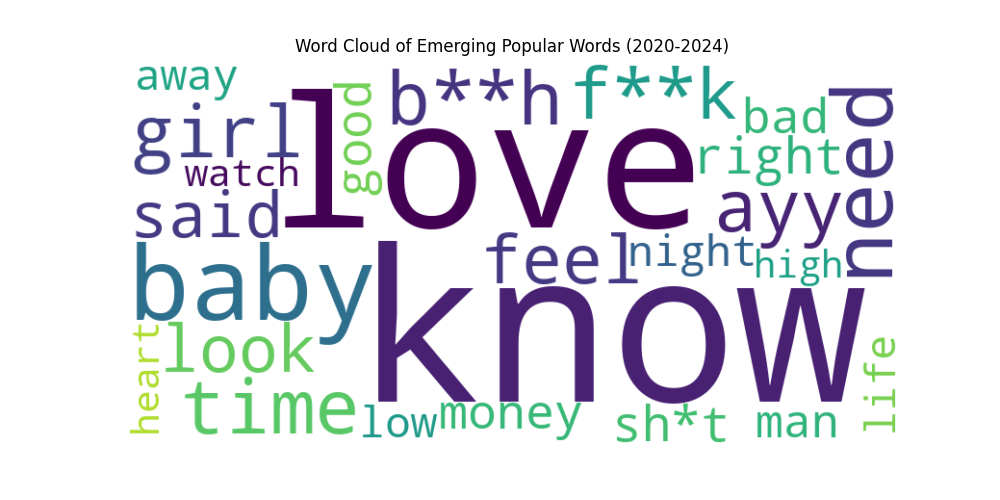 Word Cloud of Emerging Popular Words (2020-2024)
away
girl
watch
said
good
love
b**h
f**k
bad
right
need
ayy
baby
know
feel
night
high
heart
look
time
low
money
sh*t
man
life